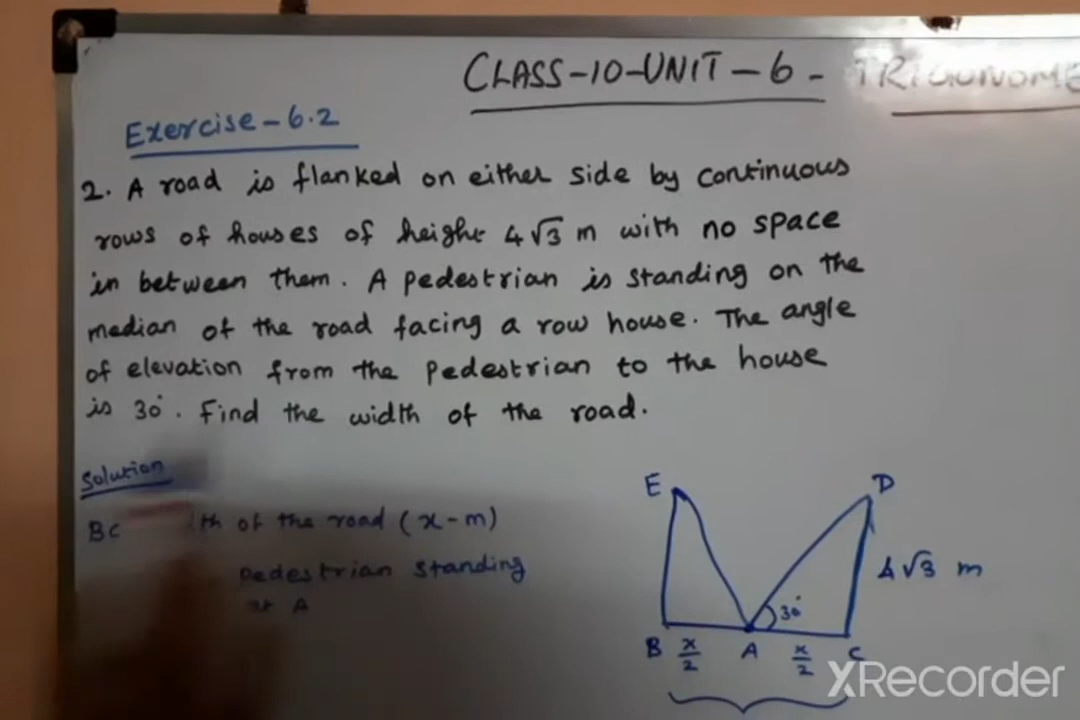 CLASS-10-UNIT-6- TRIGONOME
Exercise-6.2
2. A road is flanked on either side by continuous
rows of houses of height 4√3 m with no space
in between them. A pedestrian is standing on the
median of the road facing a row house. The angle
of elevation from the pedestrian to the house
is 30°. Find the width of the road.
Solution
BC of the road (x-m)
pedestrian standing
at A
E D
4√3 m
30°
B x/2 A x/2 C
XRecorder